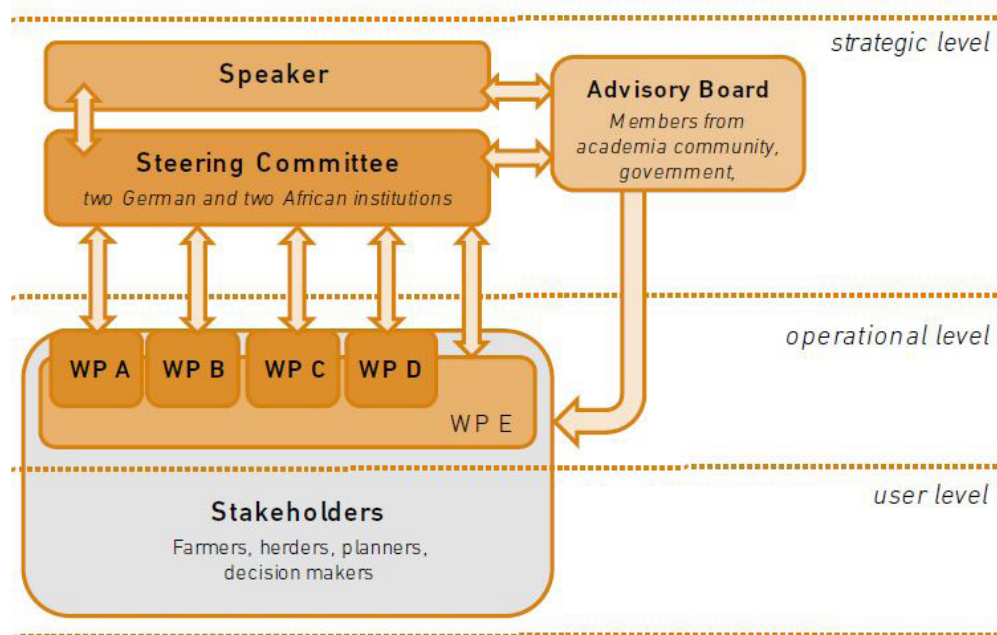 strategic level
Speaker
Advisory Board
Members from
academia community,
government,
Steering Committee
two German and two African institutions
operational level
WP A
WP B
WP C
WP D
WP E
user level
Stakeholders
Farmers, herders, planners,
decision makers